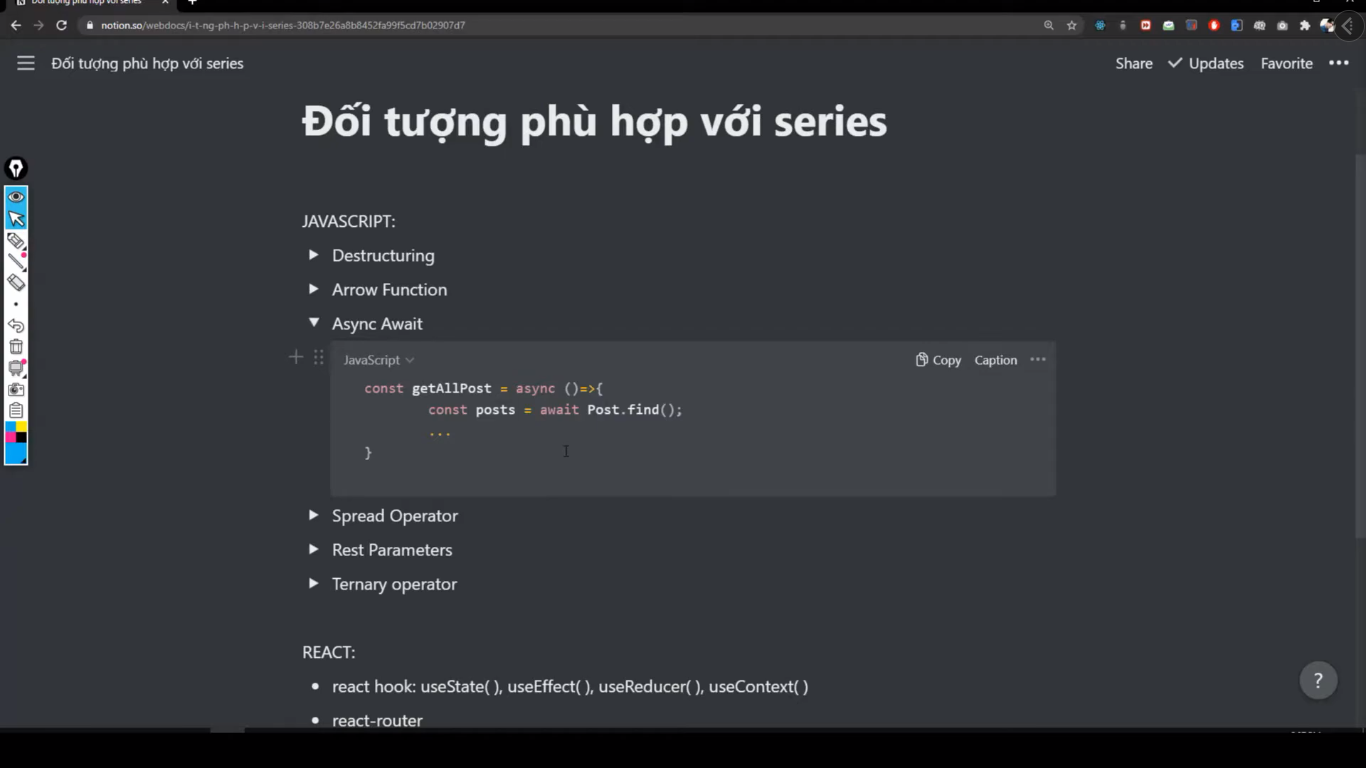 Đối tượng phù hợp với series
notion.so/webdocs/i-t-ng-ph-h-p-v-i-series-308b7e26a8b8452fa99f5cd7b02907d7
Đối tượng phù hợp với series
Share
Updates
Favorite
Đối tượng phù hợp với series
JAVASCRIPT:
Destructuring
Arrow Function
Async Await
JavaScript
Copy
Caption
const getAllPost = async ()=>{
const posts = await Post.find();
...
}
Spread Operator
Rest Parameters
Ternary operator
REACT:
react hook: useState( ), useEffect( ), useReducer( ), useContext( )
react-router
?